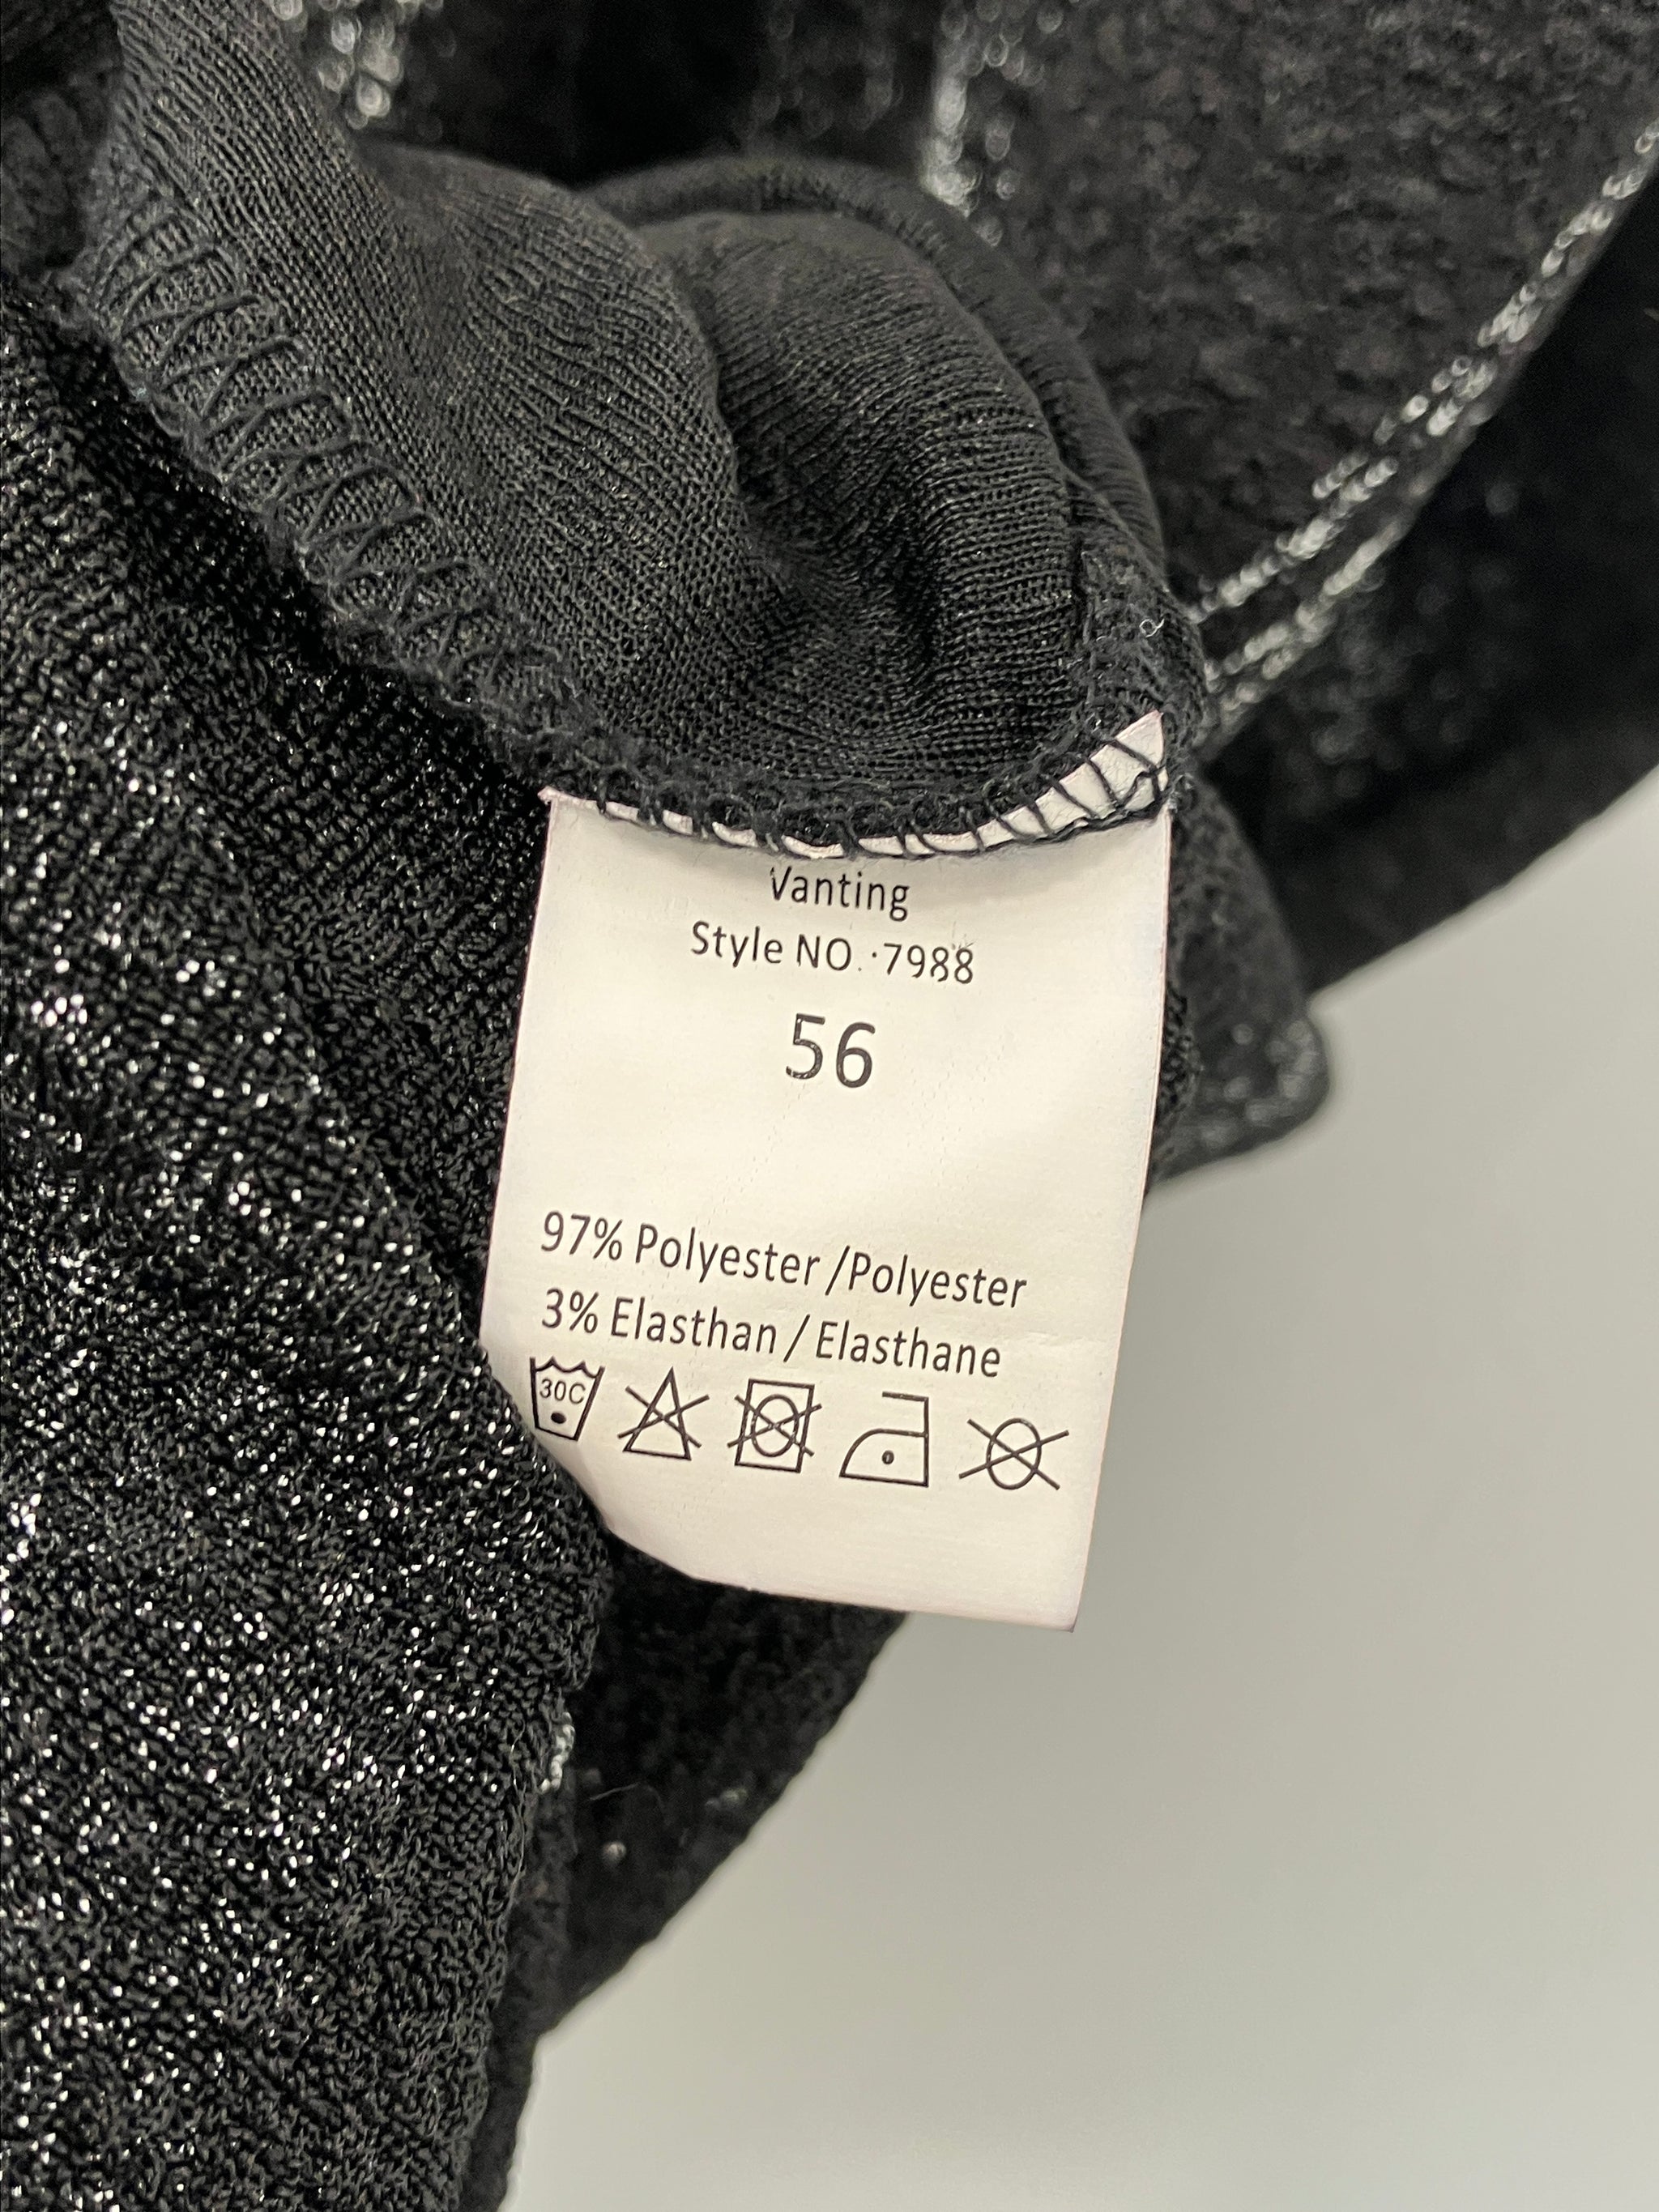 Vanting
Style NO.:7988
56
97% Polyester /Polyester
3% Elasthan / Elasthane
30C